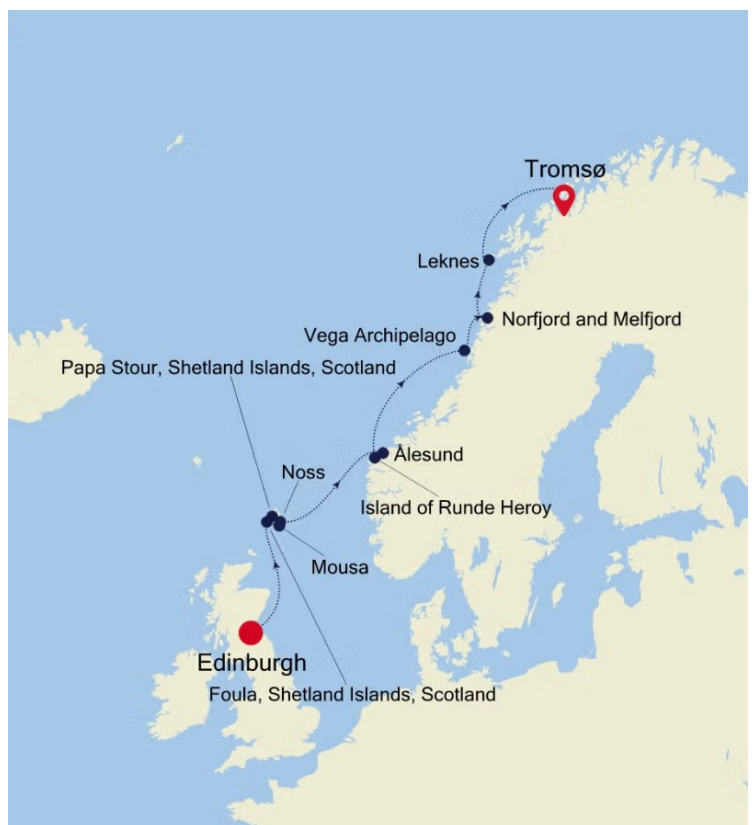 Tromsø
Leknes
Norfjord and Melfjord
Vega Archipelago
Papa Stour, Shetland Islands, Scotland
Ålesund
Noss
Island of Runde Heroy
Mousa
Edinburgh
Foula, Shetland Islands, Scotland